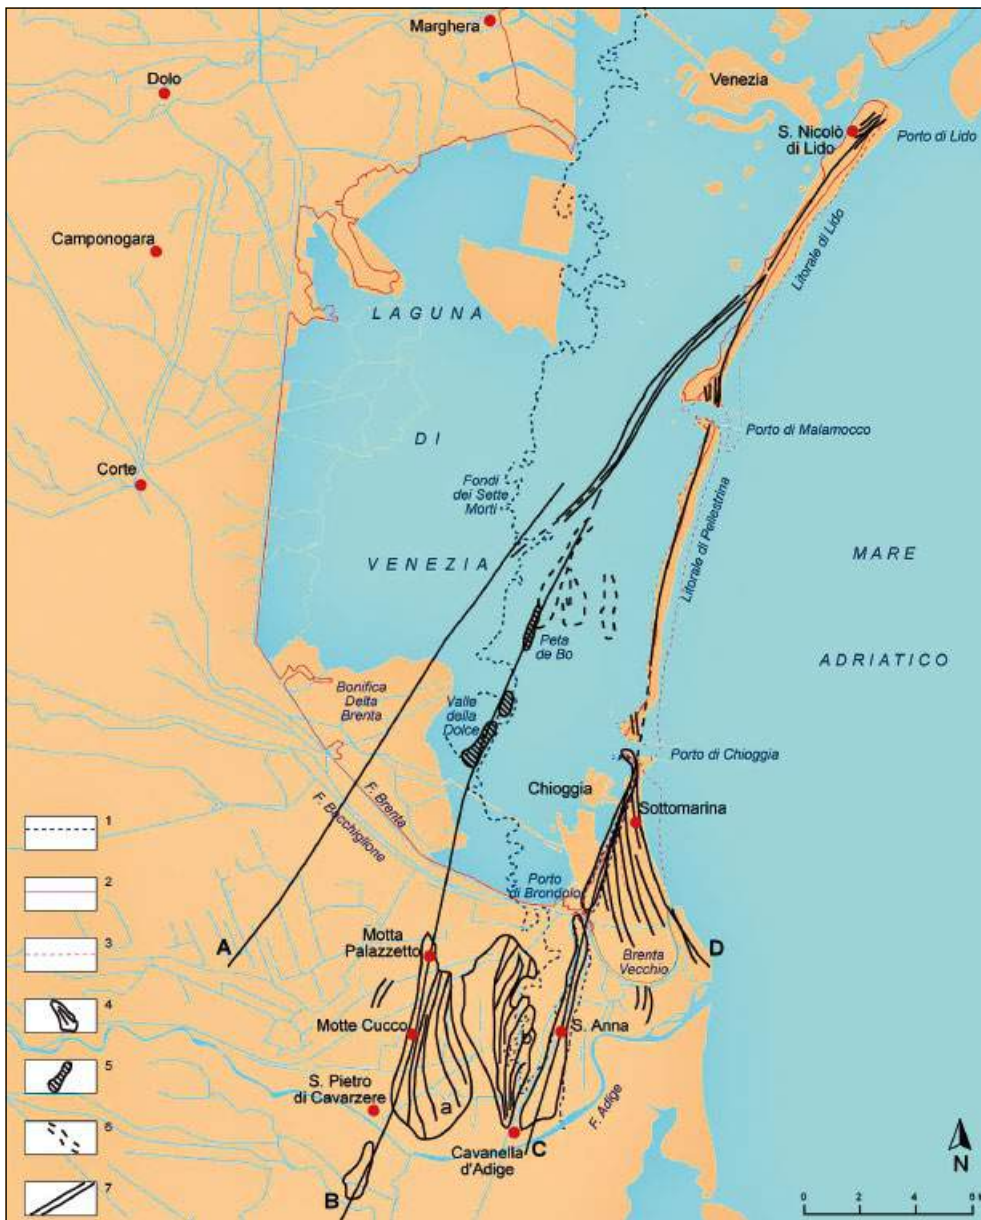 Marghera
Dolo
Venezia
S. Nicolò
di Lido
Porto di Lido
Camponogara
Litorale di Lido
LAGUNA
DI
VENEZIA
Porto di Malamocco
Corte
Fondi
dei Sette
Morti
Litorale di Pellestrina
MARE
ADRIATICO
Peta
de Bo
Bonifica
Delta
Brenta
Valle
della
Dolce
Porto di Chioggia
Chioggia
Sottomarina
F. Brenta
F. Bacchiglione
Porto
di Brondolo
A
Motta
Palazzetto
Brenta
Vecchio
D
Motte Cucco
S. Anna
b
S. Pietro
di Cavarzere
a
F. Adige
Cavanella
d'Adige
C
B
1
2
3
4
5
6
7
N
0 2 4 6